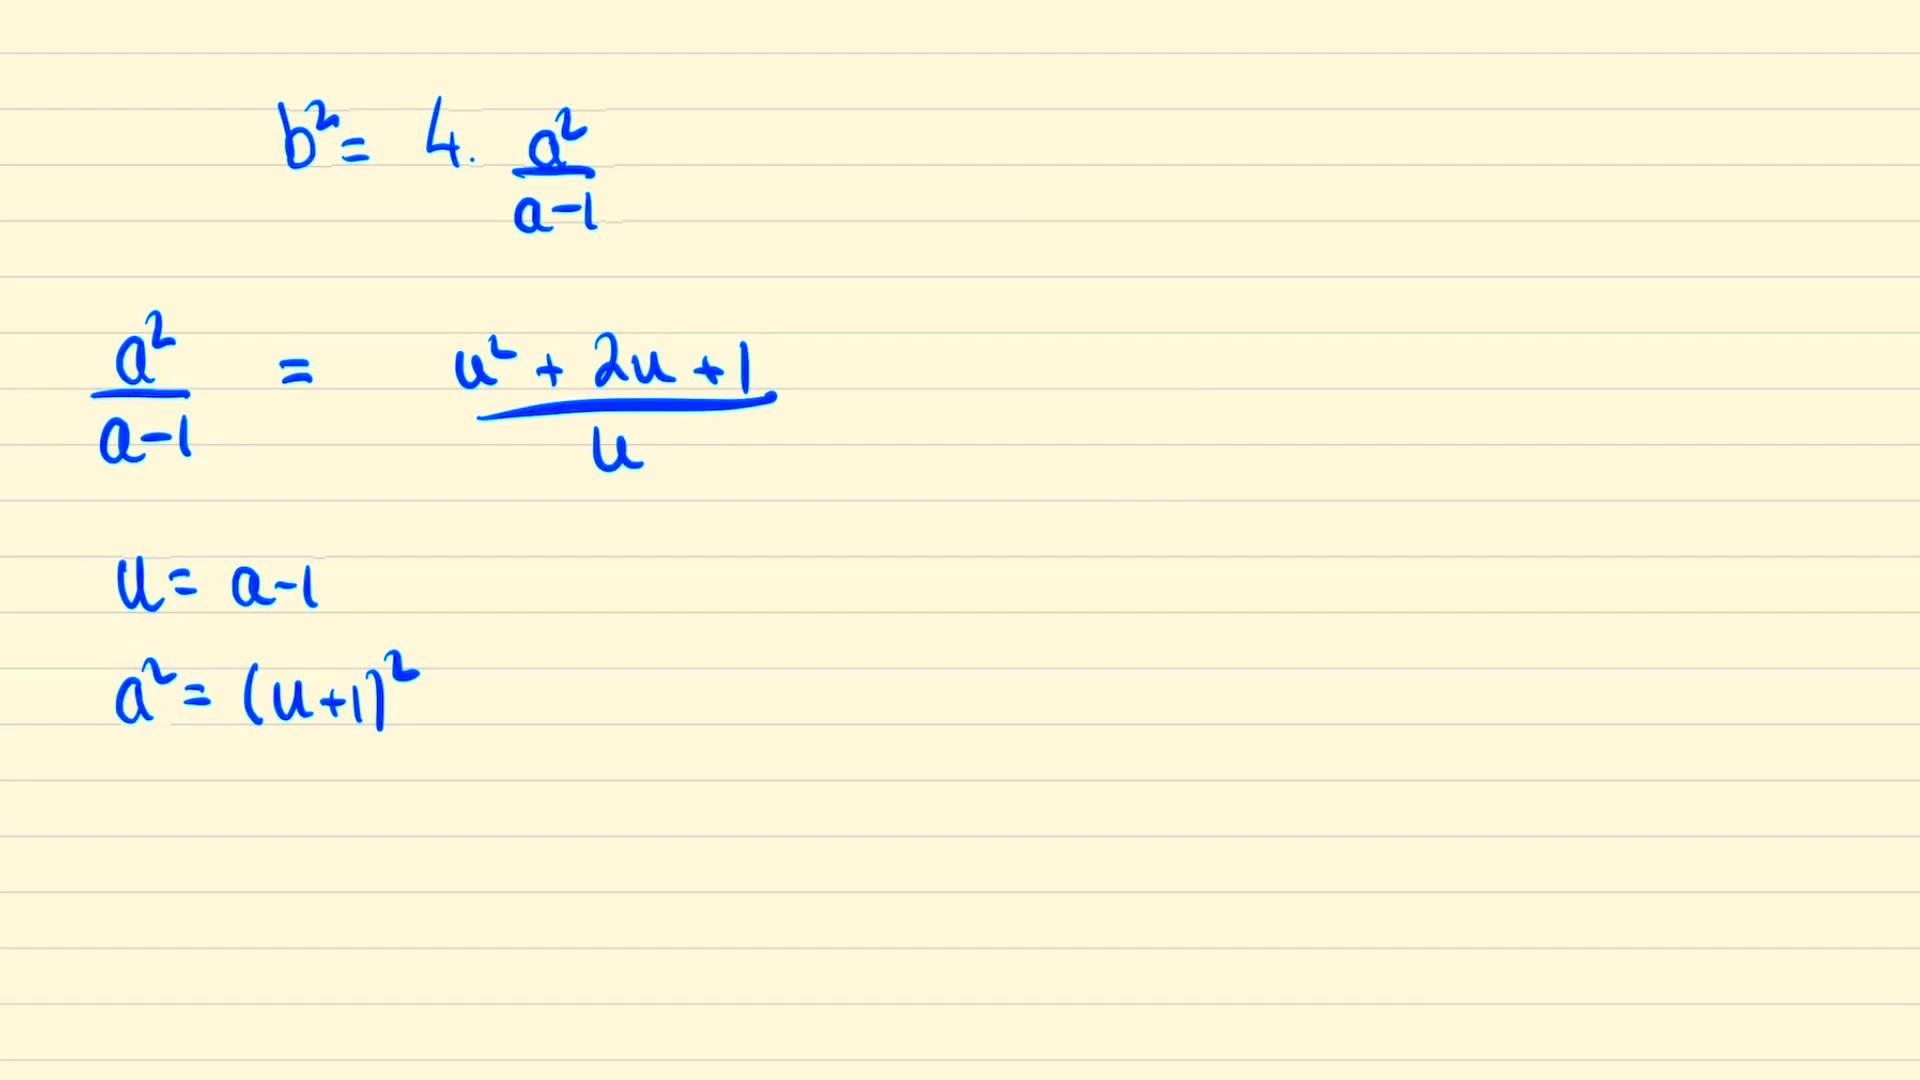 b² = 4. a²/(a-1)
a²/(a-1) = (u² + 2u + 1)/u
u = a-1
a² = (u+1)²